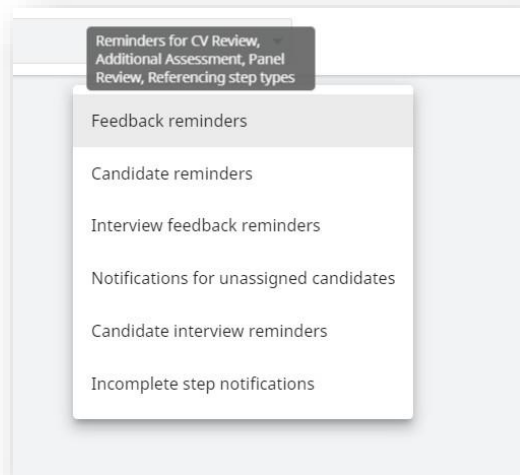 Reminders for CV Review,
Additional Assessment, Panel
Review, Referencing step types
Feedback reminders
Candidate reminders
Interview feedback reminders
Notifications for unassigned candidates
Candidate interview reminders
Incomplete step notifications